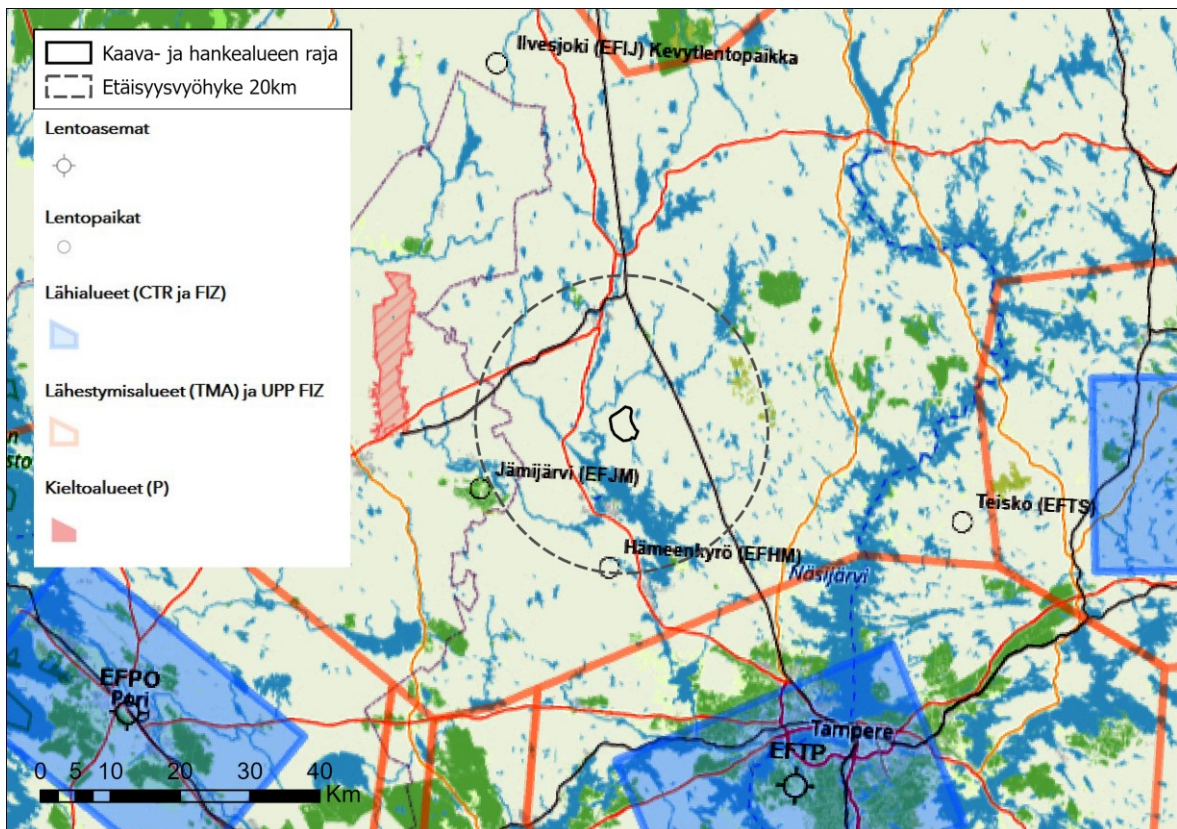 Kaava- ja hankealueen raja
Etäisyysvyöhyke 20km
Lentoasemat
Lentopaikat
Lähialueet (CTR ja FIZ)
Lähestymisalueet (TMA) ja UPP FIZ
Kieltoalueet (P)
Ilvesjoki (EFIJ) Kevytlentopaikka
Jämijärvi (EFJM)
Teisko (EFTS)
Hämeenkyrö (EFHM)
Näsijärvi
EFPO
Pori
Tampere
EFTP
0 5 10 20 30 40
Km